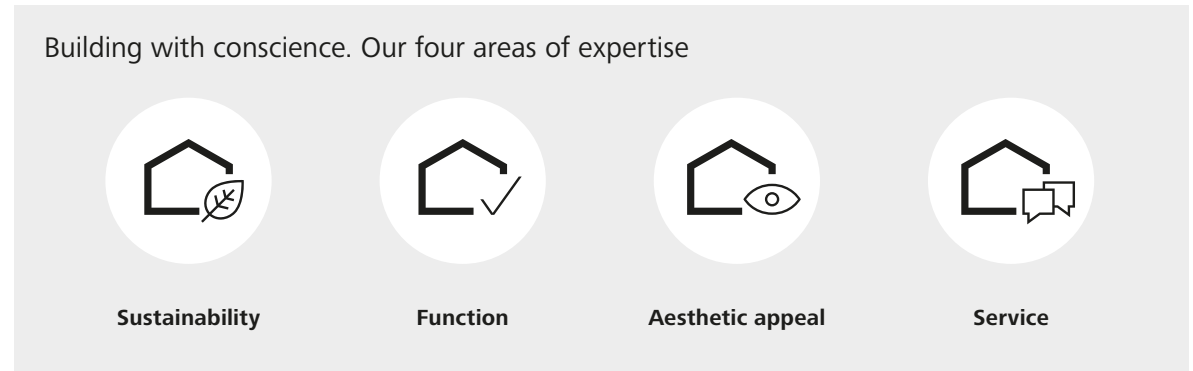 Building with conscience. Our four areas of expertise
Sustainability
Function
Aesthetic appeal
Service